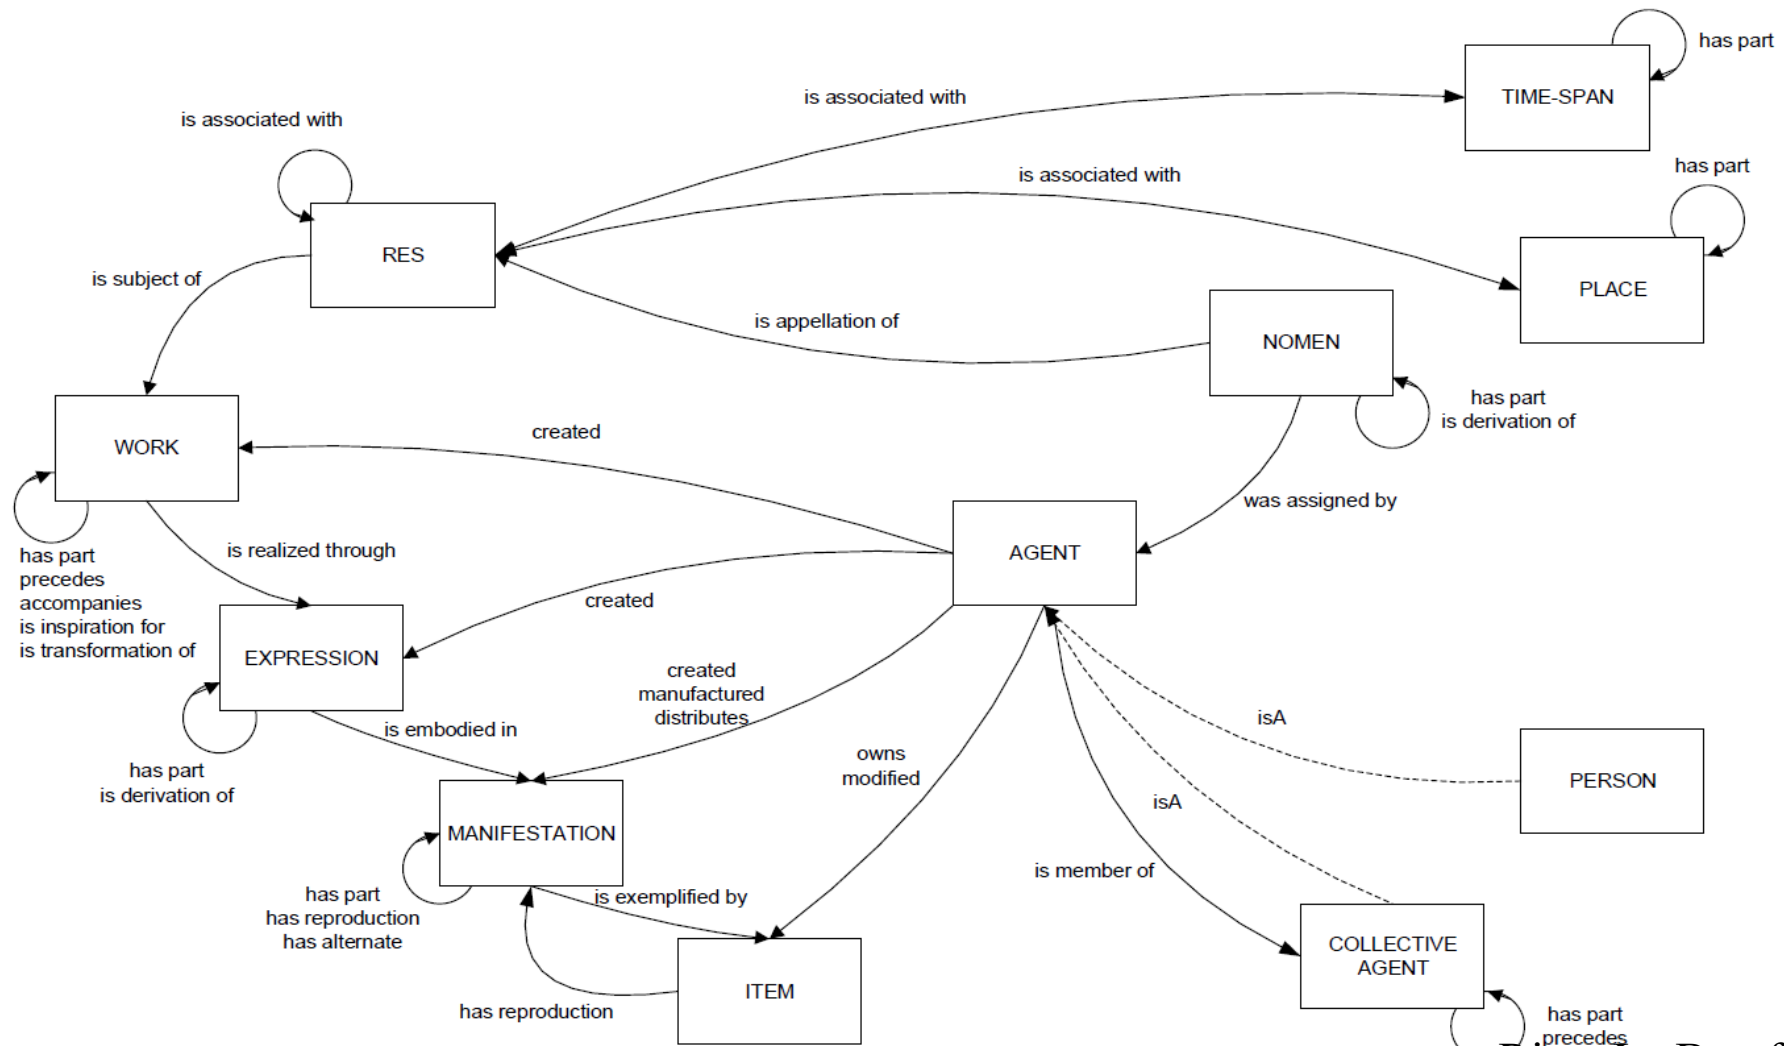 has part
TIME-SPAN
is associated with
is associated with
has part
is associated with
RES
is subject of
PLACE
is appellation of
NOMEN
has part
is derivation of
created
WORK
was assigned by
is realized through
AGENT
has part
precedes
accompanies
is inspiration for
is transformation of
created
EXPRESSION
created
manufactured
distributes
is embodied in
owns
modified
isA
PERSON
has part
is derivation of
isA
MANIFESTATION
is member of
has part
has reproduction
has alternate
is exemplified by
COLLECTIVE
AGENT
ITEM
has reproduction
has part
precedes